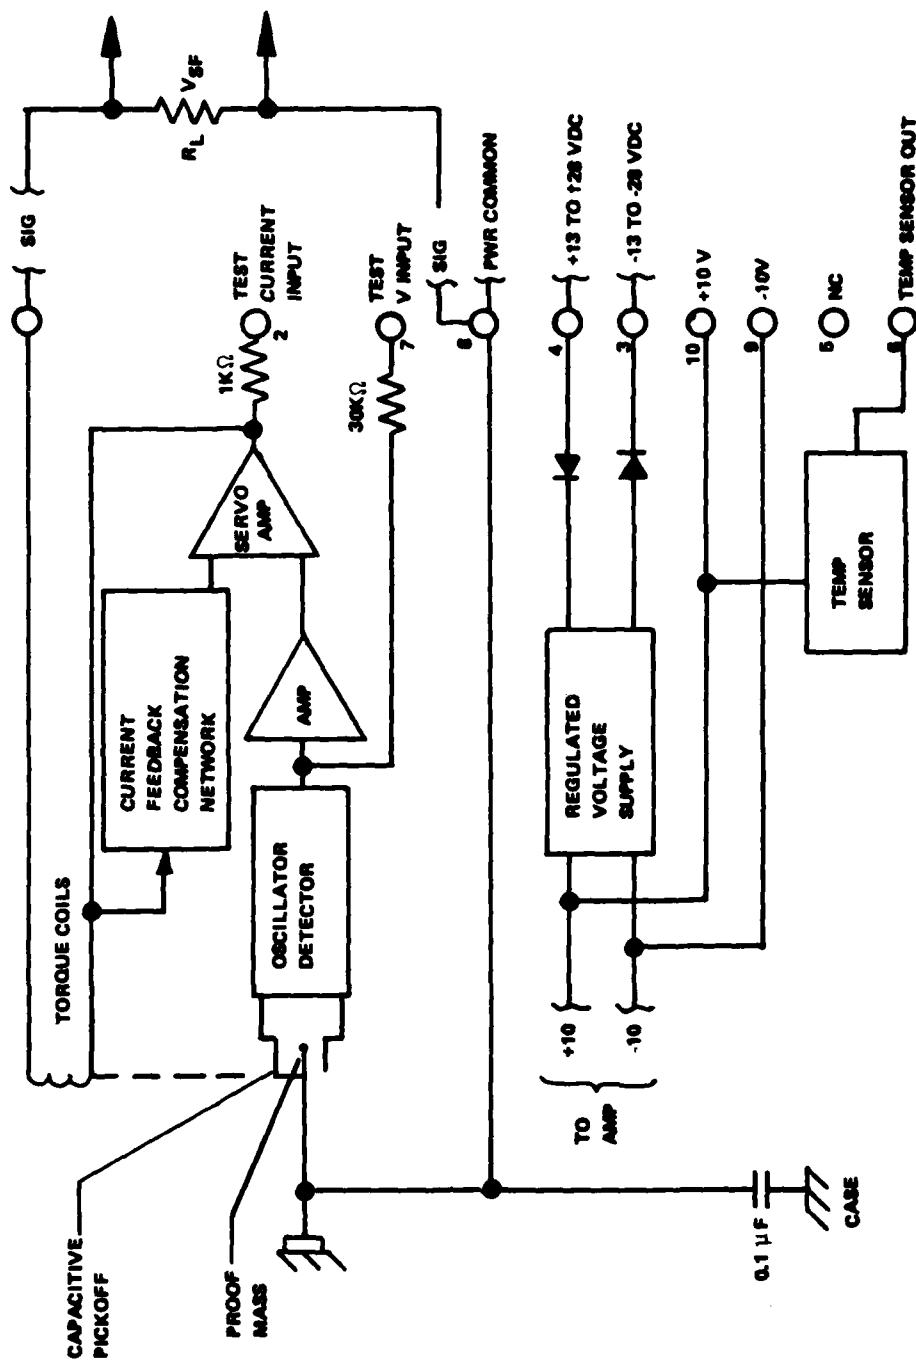 CAPACITIVE
PICKOFF
TORQUE COILS
SIG
CURRENT
FEEDBACK
COMPENSATION
NETWORK
SERVO
AMP
1KΩ
2
TEST
CURRENT
INPUT
R_L
V_SF
PROOF
MASS
OSCILLATOR
DETECTOR
AMP
30KΩ
7
TEST
V INPUT
SIG
8
PWR COMMON
TO
AMP
+10
-10
REGULATED
VOLTAGE
SUPPLY
4
+13 TO +28 VDC
3
-13 TO -28 VDC
10
+10 V
9
-10V
0.1 μF
CASE
TEMP
SENSOR
5
NC
6
TEMP SENSOR OUT